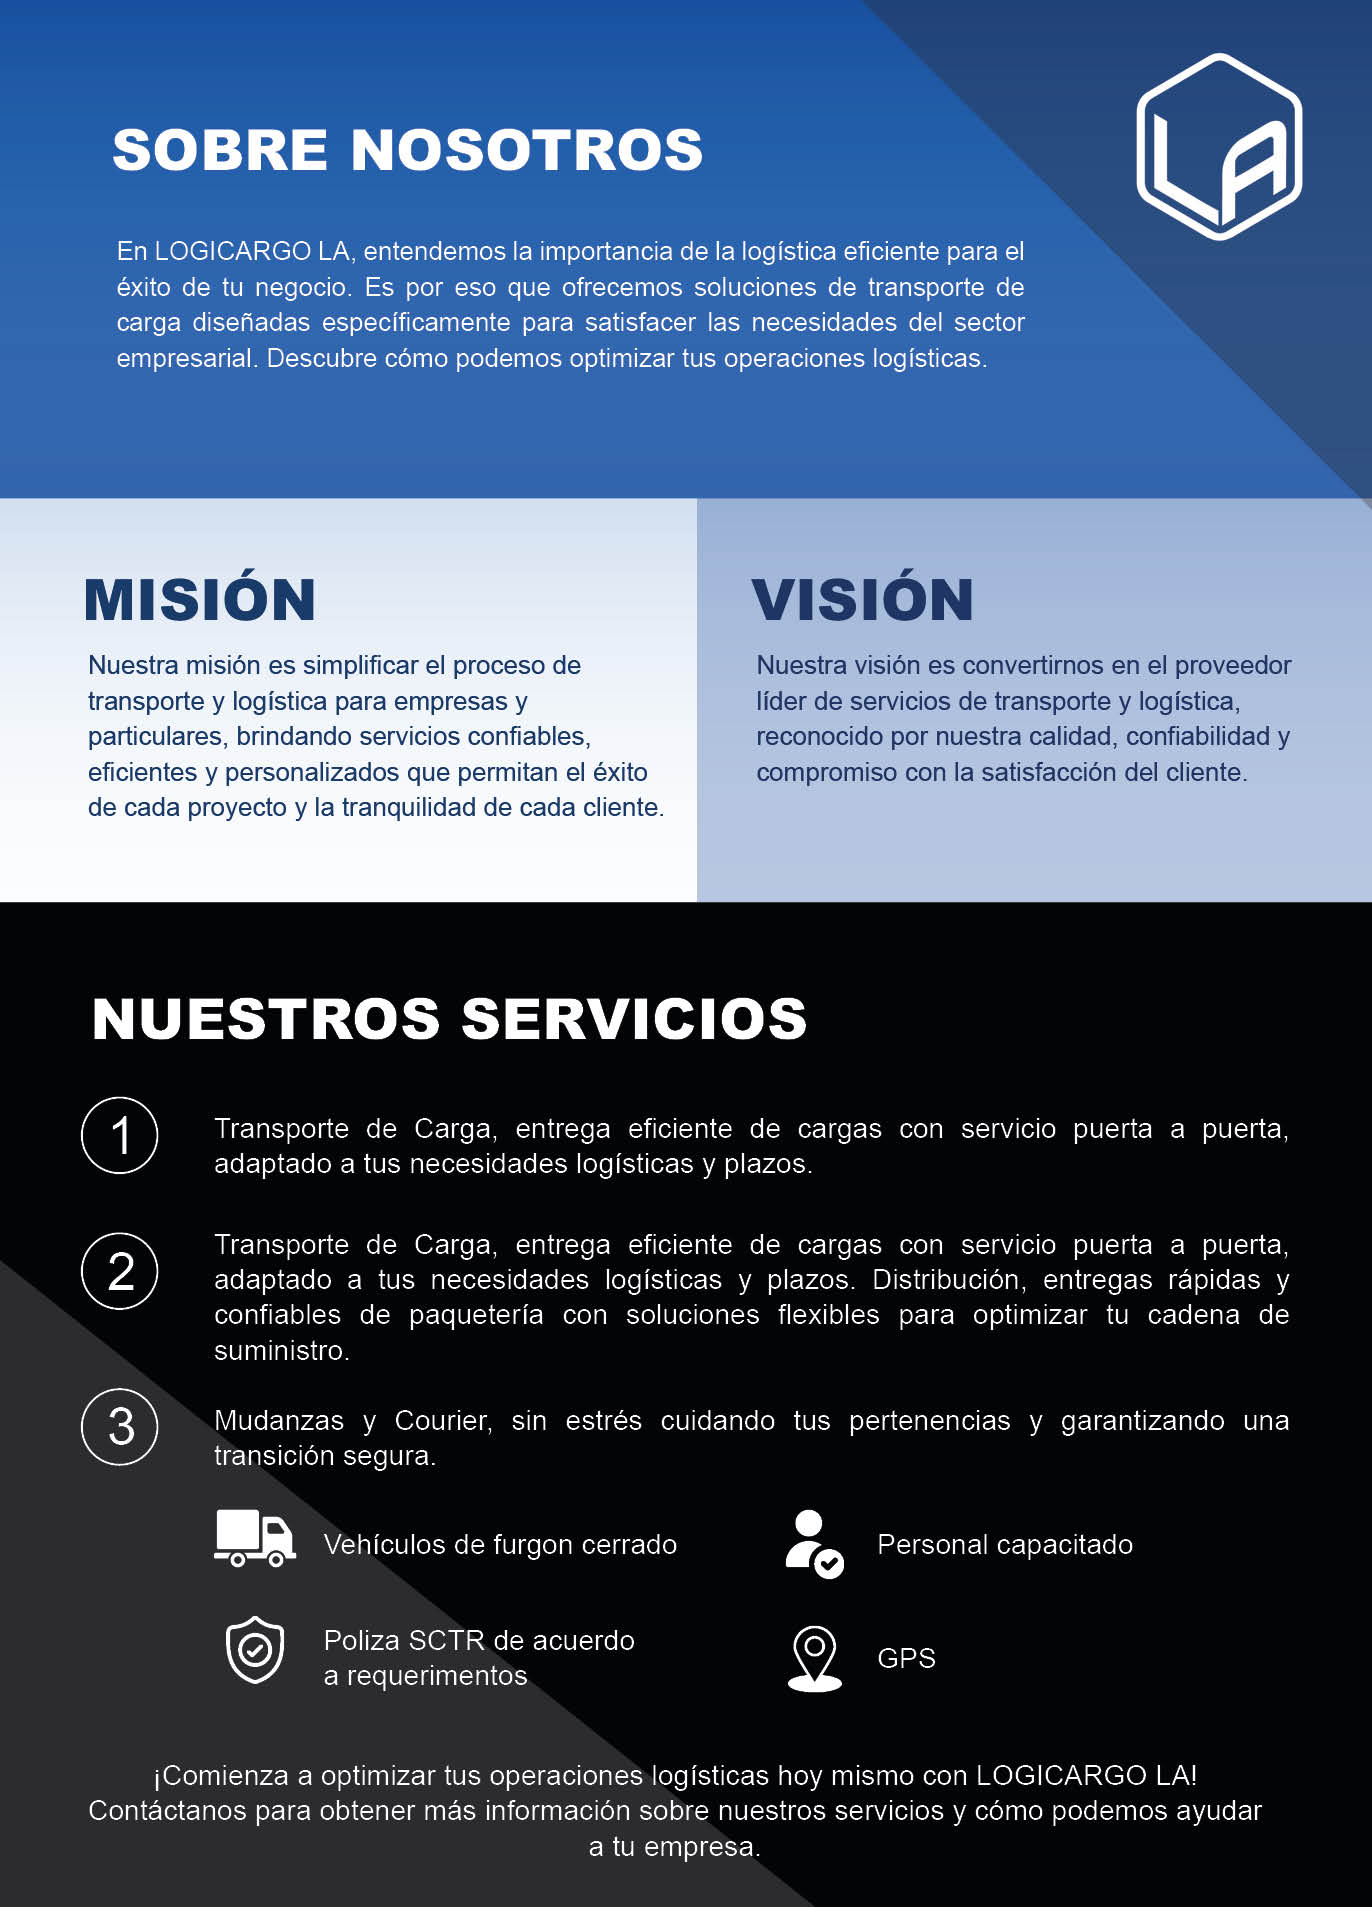 SOBRE NOSOTROS
LA
En LOGICARGO LA, entendemos la importancia de la logística eficiente para el
éxito de tu negocio. Es por eso que ofrecemos soluciones de transporte de
carga diseñadas específicamente para satisfacer las necesidades del sector
empresarial. Descubre cómo podemos optimizar tus operaciones logísticas.
MISIÓN
Nuestra misión es simplificar el proceso de
transporte y logística para empresas y
particulares, brindando servicios confiables,
eficientes y personalizados que permitan el éxito
de cada proyecto y la tranquilidad de cada cliente.
VISIÓN
Nuestra visión es convertirnos en el proveedor
líder de servicios de transporte y logística,
reconocido por nuestra calidad, confiabilidad y
compromiso con la satisfacción del cliente.
NUESTROS SERVICIOS
1
Transporte de Carga, entrega eficiente de cargas con servicio puerta a puerta,
adaptado a tus necesidades logísticas y plazos.
2
Transporte de Carga, entrega eficiente de cargas con servicio puerta a puerta,
adaptado a tus necesidades logísticas y plazos. Distribución, entregas rápidas y
confiables de paquetería con soluciones flexibles para optimizar tu cadena de
suministro.
3
Mudanzas y Courier, sin estrés cuidando tus pertenencias y garantizando una
transición segura.
Vehículos de furgon cerrado
Personal capacitado
Poliza SCTR de acuerdo
a requerimentos
GPS
¡Comienza a optimizar tus operaciones logísticas hoy mismo con LOGICARGO LA!
Contáctanos para obtener más información sobre nuestros servicios y cómo podemos ayudar
a tu empresa.